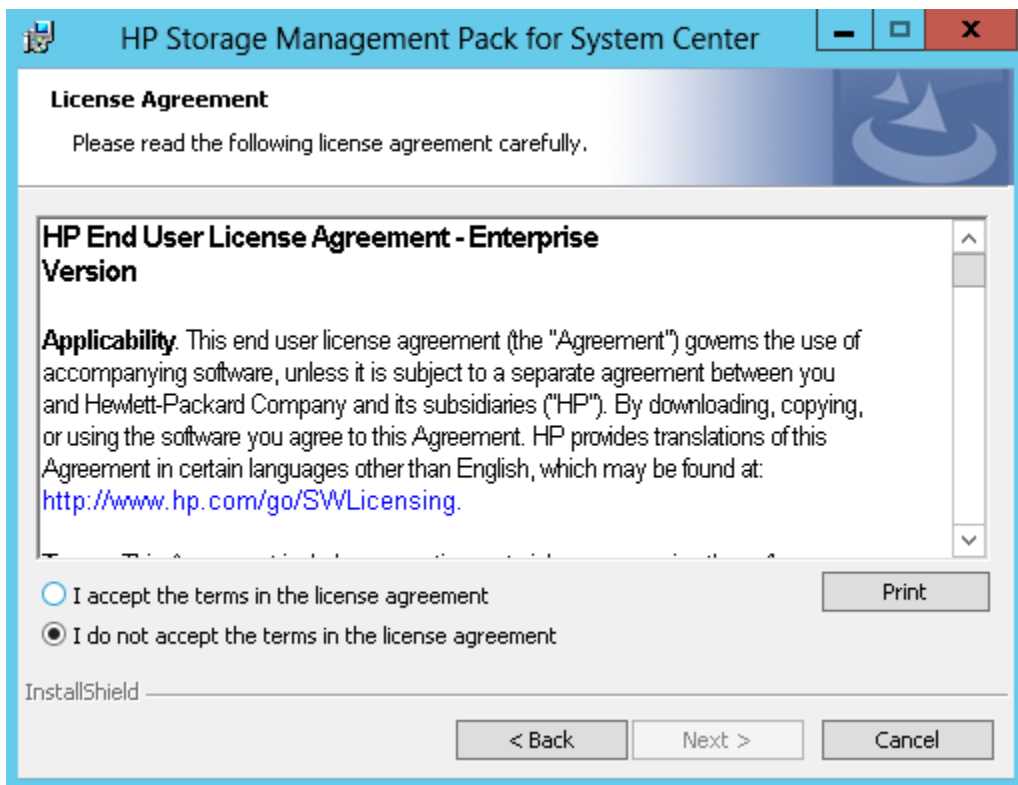 HP Storage Management Pack for System Center
License Agreement
Please read the following license agreement carefully.
HP End User License Agreement - Enterprise
Version
Applicability. This end user license agreement (the "Agreement") governs the use of
accompanying software, unless it is subject to a separate agreement between you
and Hewlett-Packard Company and its subsidiaries ("HP"). By downloading, copying,
or using the software you agree to this Agreement. HP provides translations of this
Agreement in certain languages other than English, which may be found at:
http://www.hp.com/go/SWLicensing.
I accept the terms in the license agreement
Print
I do not accept the terms in the license agreement
InstallShield
< Back
Next >
Cancel